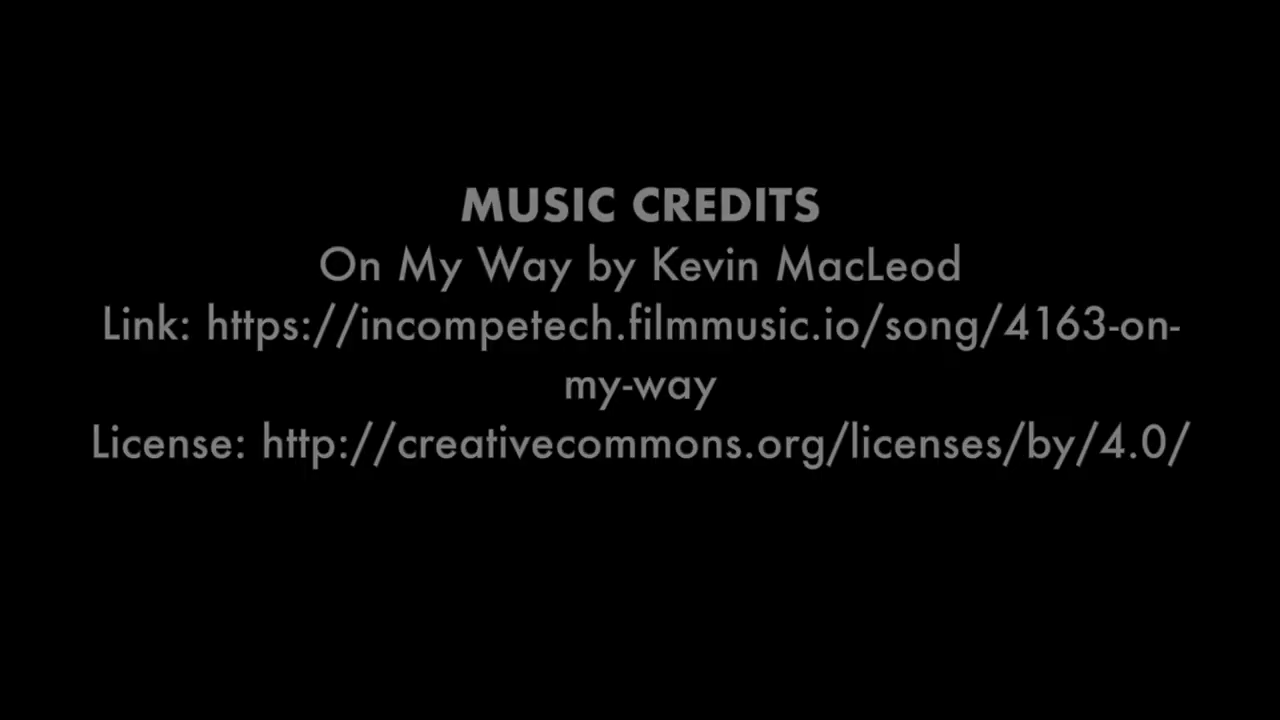 MUSIC CREDITS
On My Way by Kevin MacLeod
Link: https://incompetech.filmmusic.io/song/4163-on-
my-way
License: http://creativecommons.org/licenses/by/4.0/